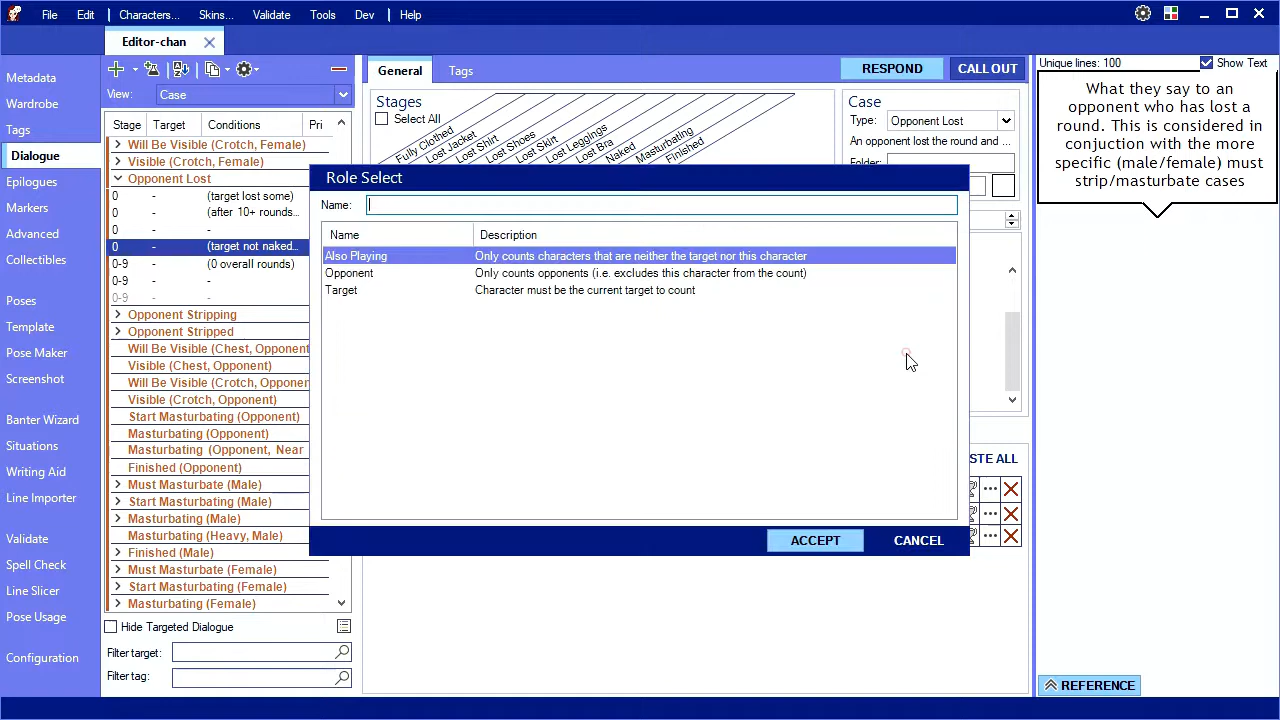 File Edit Characters... Skins... Validate Tools Dev Help
Editor-chan
Metadata
Wardrobe
Tags
Dialogue
Epilogues
Markers
Advanced
Collectibles
Poses
Template
Pose Maker
Screenshot
Banter Wizard
Situations
Writing Aid
Line Importer
Validate
Spell Check
Line Slicer
Pose Usage
Configuration
View: Case
Stage Target Conditions Pri
Will Be Visible (Crotch, Female)
Visible (Crotch, Female)
Opponent Lost
0 - (target lost some)
0 - (after 10+ rounds...
0 - -
0 - (target not naked...
0-9 - (0 overall rounds)
0-9 - -
0-9 - -
Opponent Stripping
Opponent Stripped
Will Be Visible (Chest, Opponent
Visible (Chest, Opponent)
Will Be Visible (Crotch, Opponer
Visible (Crotch, Opponent)
Start Masturbating (Opponent)
Masturbating (Opponent)
Masturbating (Opponent, Near
Finished (Opponent)
Must Masturbate (Male)
Start Masturbating (Male)
Masturbating (Male)
Masturbating (Heavy, Male)
Finished (Male)
Must Masturbate (Female)
Start Masturbating (Female)
Masturbating (Female)
Hide Targeted Dialogue
Filter target:
Filter tag:
General Tags
RESPOND CALL OUT
Stages
Select All
Fully Clothed
Lost Jacket
Lost Shirt
Lost Shoes
Lost Skirt
Lost Leggings
Lost Bra
Naked
Masturbating
Finished
Case
Type: Opponent Lost
An opponent lost the round and ...
Folder:
STE ALL
Role Select
Name:
Name Description
Also Playing Only counts characters that are neither the target nor this character
Opponent Only counts opponents (i.e. excludes this character from the count)
Target Character must be the current target to count
ACCEPT CANCEL
Unique lines: 100 Show Text
What they say to an
opponent who has lost a
round. This is considered in
conjuction with the more
specific (male/female) must
strip/masturbate cases
REFERENCE